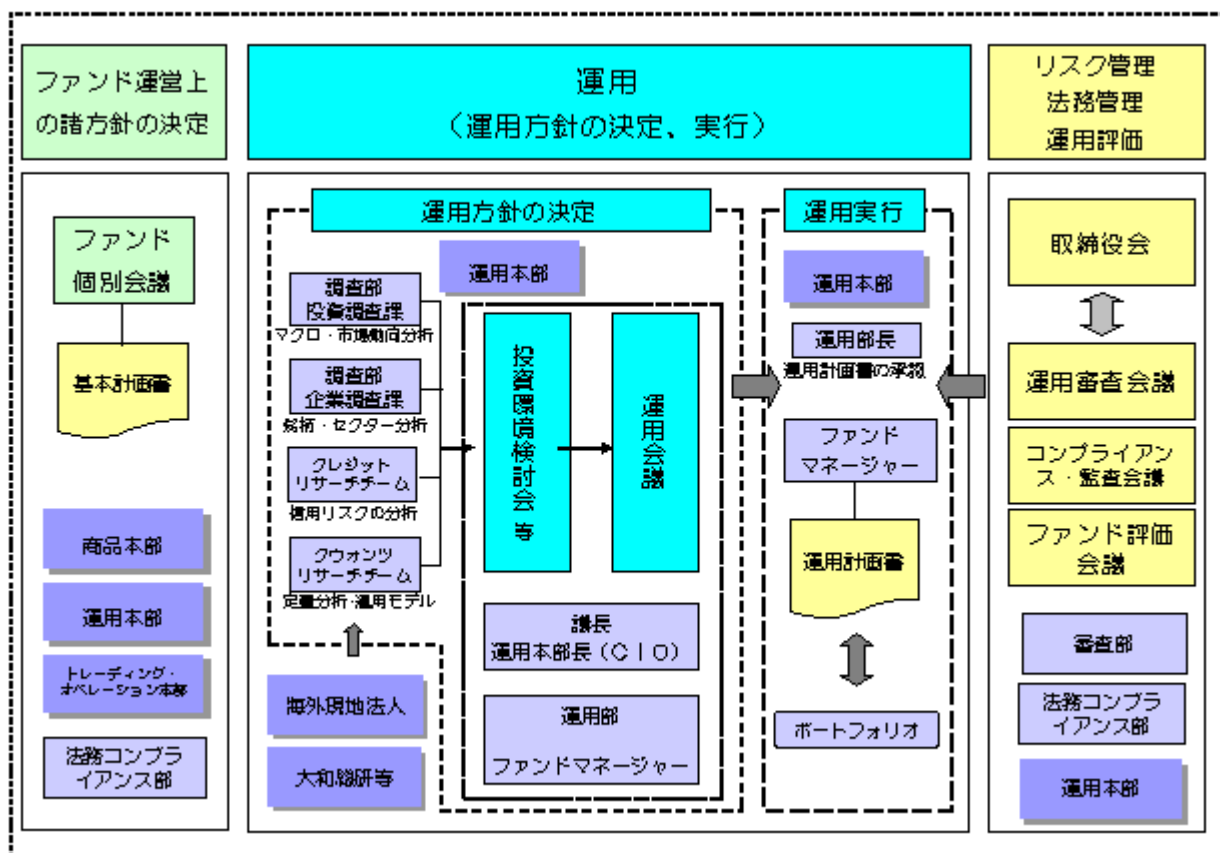 ファンド運営上
の諸方針の決定
運用
（運用方針の決定、実行）
リスク管理
法務管理
運用評価
ファンド
個別会議
基本計画書
商品本部
運用本部
トレーディング・
オペレーション本部
法務コンプラ
イアンス部
運用方針の決定
運用本部
調査部
投資調査課
マクロ・市場動向分析
調査部
企業調査課
銘柄・セクター分析
クレジット
リサーチチーム
信用リスクの分析
クウォンツ
リサーチチーム
定量分析・運用モデル
海外現地法人
大和総研等
投資環境検討会 等
運用会議
議長
運用本部長（ＣＩＯ）
運用部
ファンドマネージャー
運用実行
運用本部
運用部長
運用計画書の承認
ファンド
マネージャー
運用計画書
ポートフォリオ
取締役会
運用審査会議
コンプライアン
ス・監査会議
ファンド評価
会議
審査部
法務コンプラ
イアンス部
運用本部